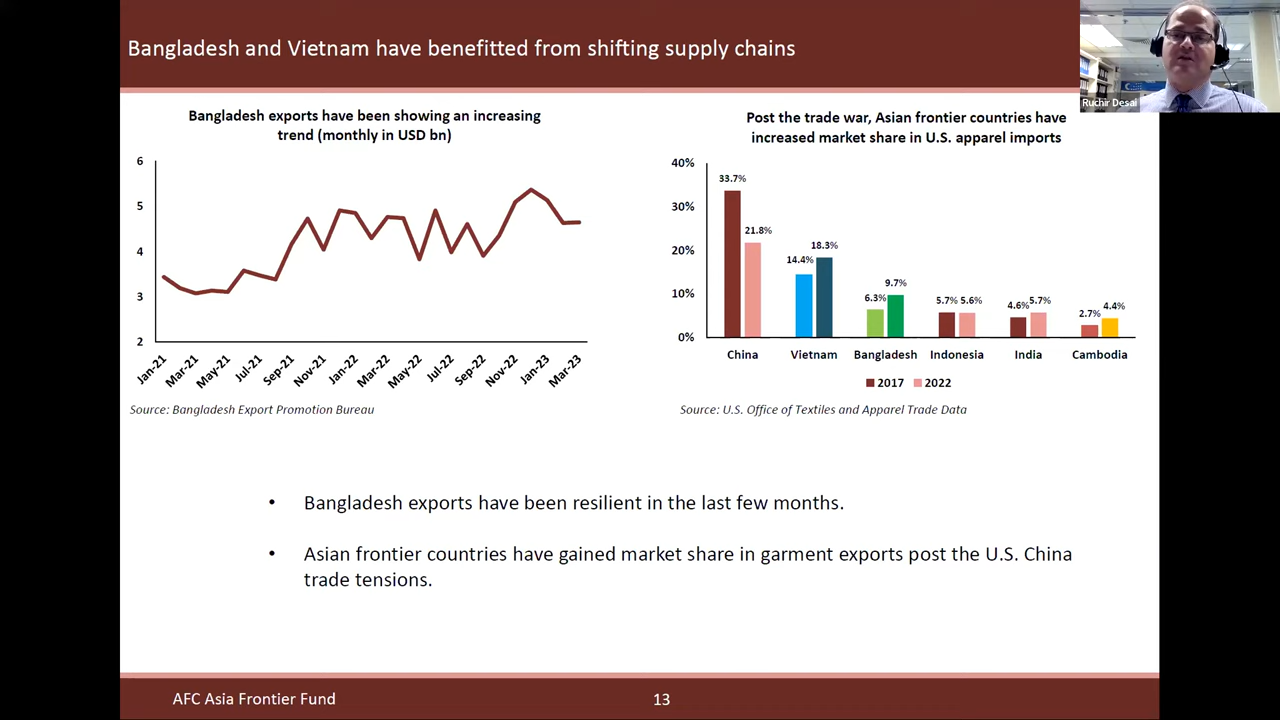 Bangladesh and Vietnam have benefitted from shifting supply chains
Ruchir Desai
Bangladesh exports have been showing an increasing
trend (monthly in USD bn)
6
5
4
3
2
Jan-21
Mar-21
May-21
Jul-21
Sep-21
Nov-21
Jan-22
Mar-22
May-22
Jul-22
Sep-22
Nov-22
Jan-23
Mar-23
Source: Bangladesh Export Promotion Bureau
Post the trade war, Asian frontier countries have
increased market share in U.S. apparel imports
40%
30%
20%
10%
0%
33.7%
21.8%
14.4%
18.3%
6.3%
9.7%
5.7%
5.6%
4.6%
5.7%
2.7%
4.4%
China
Vietnam
Bangladesh
Indonesia
India
Cambodia
2017
2022
Source: U.S. Office of Textiles and Apparel Trade Data
• Bangladesh exports have been resilient in the last few months.
• Asian frontier countries have gained market share in garment exports post the U.S. China
trade tensions.
AFC Asia Frontier Fund
13